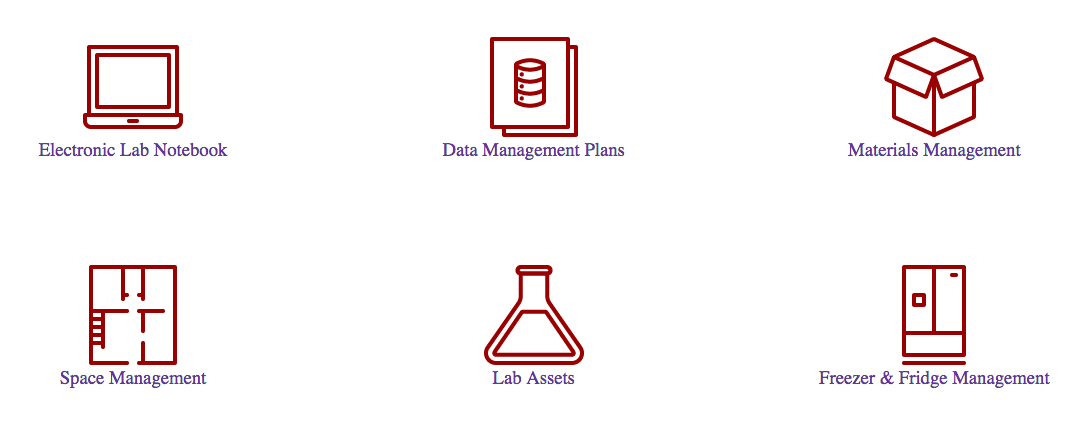 Electronic Lab Notebook
Data Management Plans
Materials Management
Space Management
Lab Assets
Freezer & Fridge Management